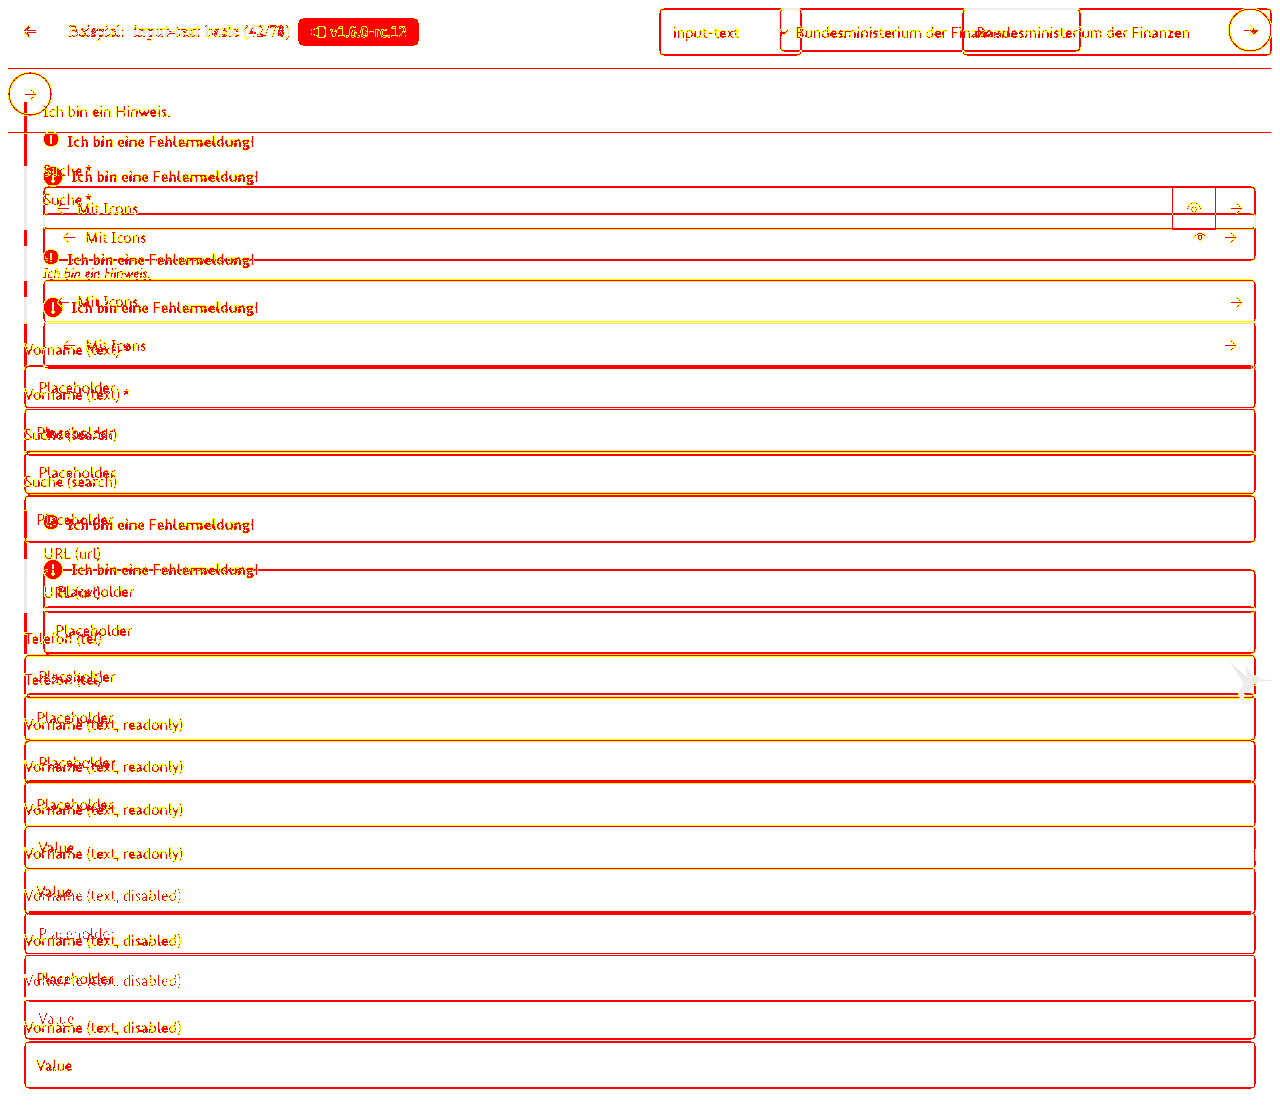 Beispiel: input-text basic (42/78) v1.6.0-rc.12 input-text Bundesministerium der Finanzen Bundesministerium der Finanzen
Ich bin ein Hinweis.
Ich bin eine Fehlermeldung!
Suche *
Ich bin eine Fehlermeldung!
Suche *
Mit Icons
Mit Icons
Ich bin eine Fehlermeldung!
Ich bin ein Hinweis.
Mit Icons
Ich bin eine Fehlermeldung!
Mit Icons
Vorname (text) *
Placeholder
Vorname (text) *
Placeholder
Suche (search)
Placeholder
Suche (search)
Placeholder
Ich bin eine Fehlermeldung!
URL (url)
Ich bin eine Fehlermeldung!
URL (url)
Placeholder
Placeholder
Telefon (tel)
Placeholder
Telefon (tel)
Placeholder
Vorname (text, readonly)
Placeholder
Vorname (text, readonly)
Placeholder
Vorname (text, readonly)
Value
Vorname (text, readonly)
Value
Vorname (text, disabled)
Placeholder
Vorname (text, disabled)
Placeholder
Vorname (text, disabled)
Value
Vorname (text, disabled)
Value